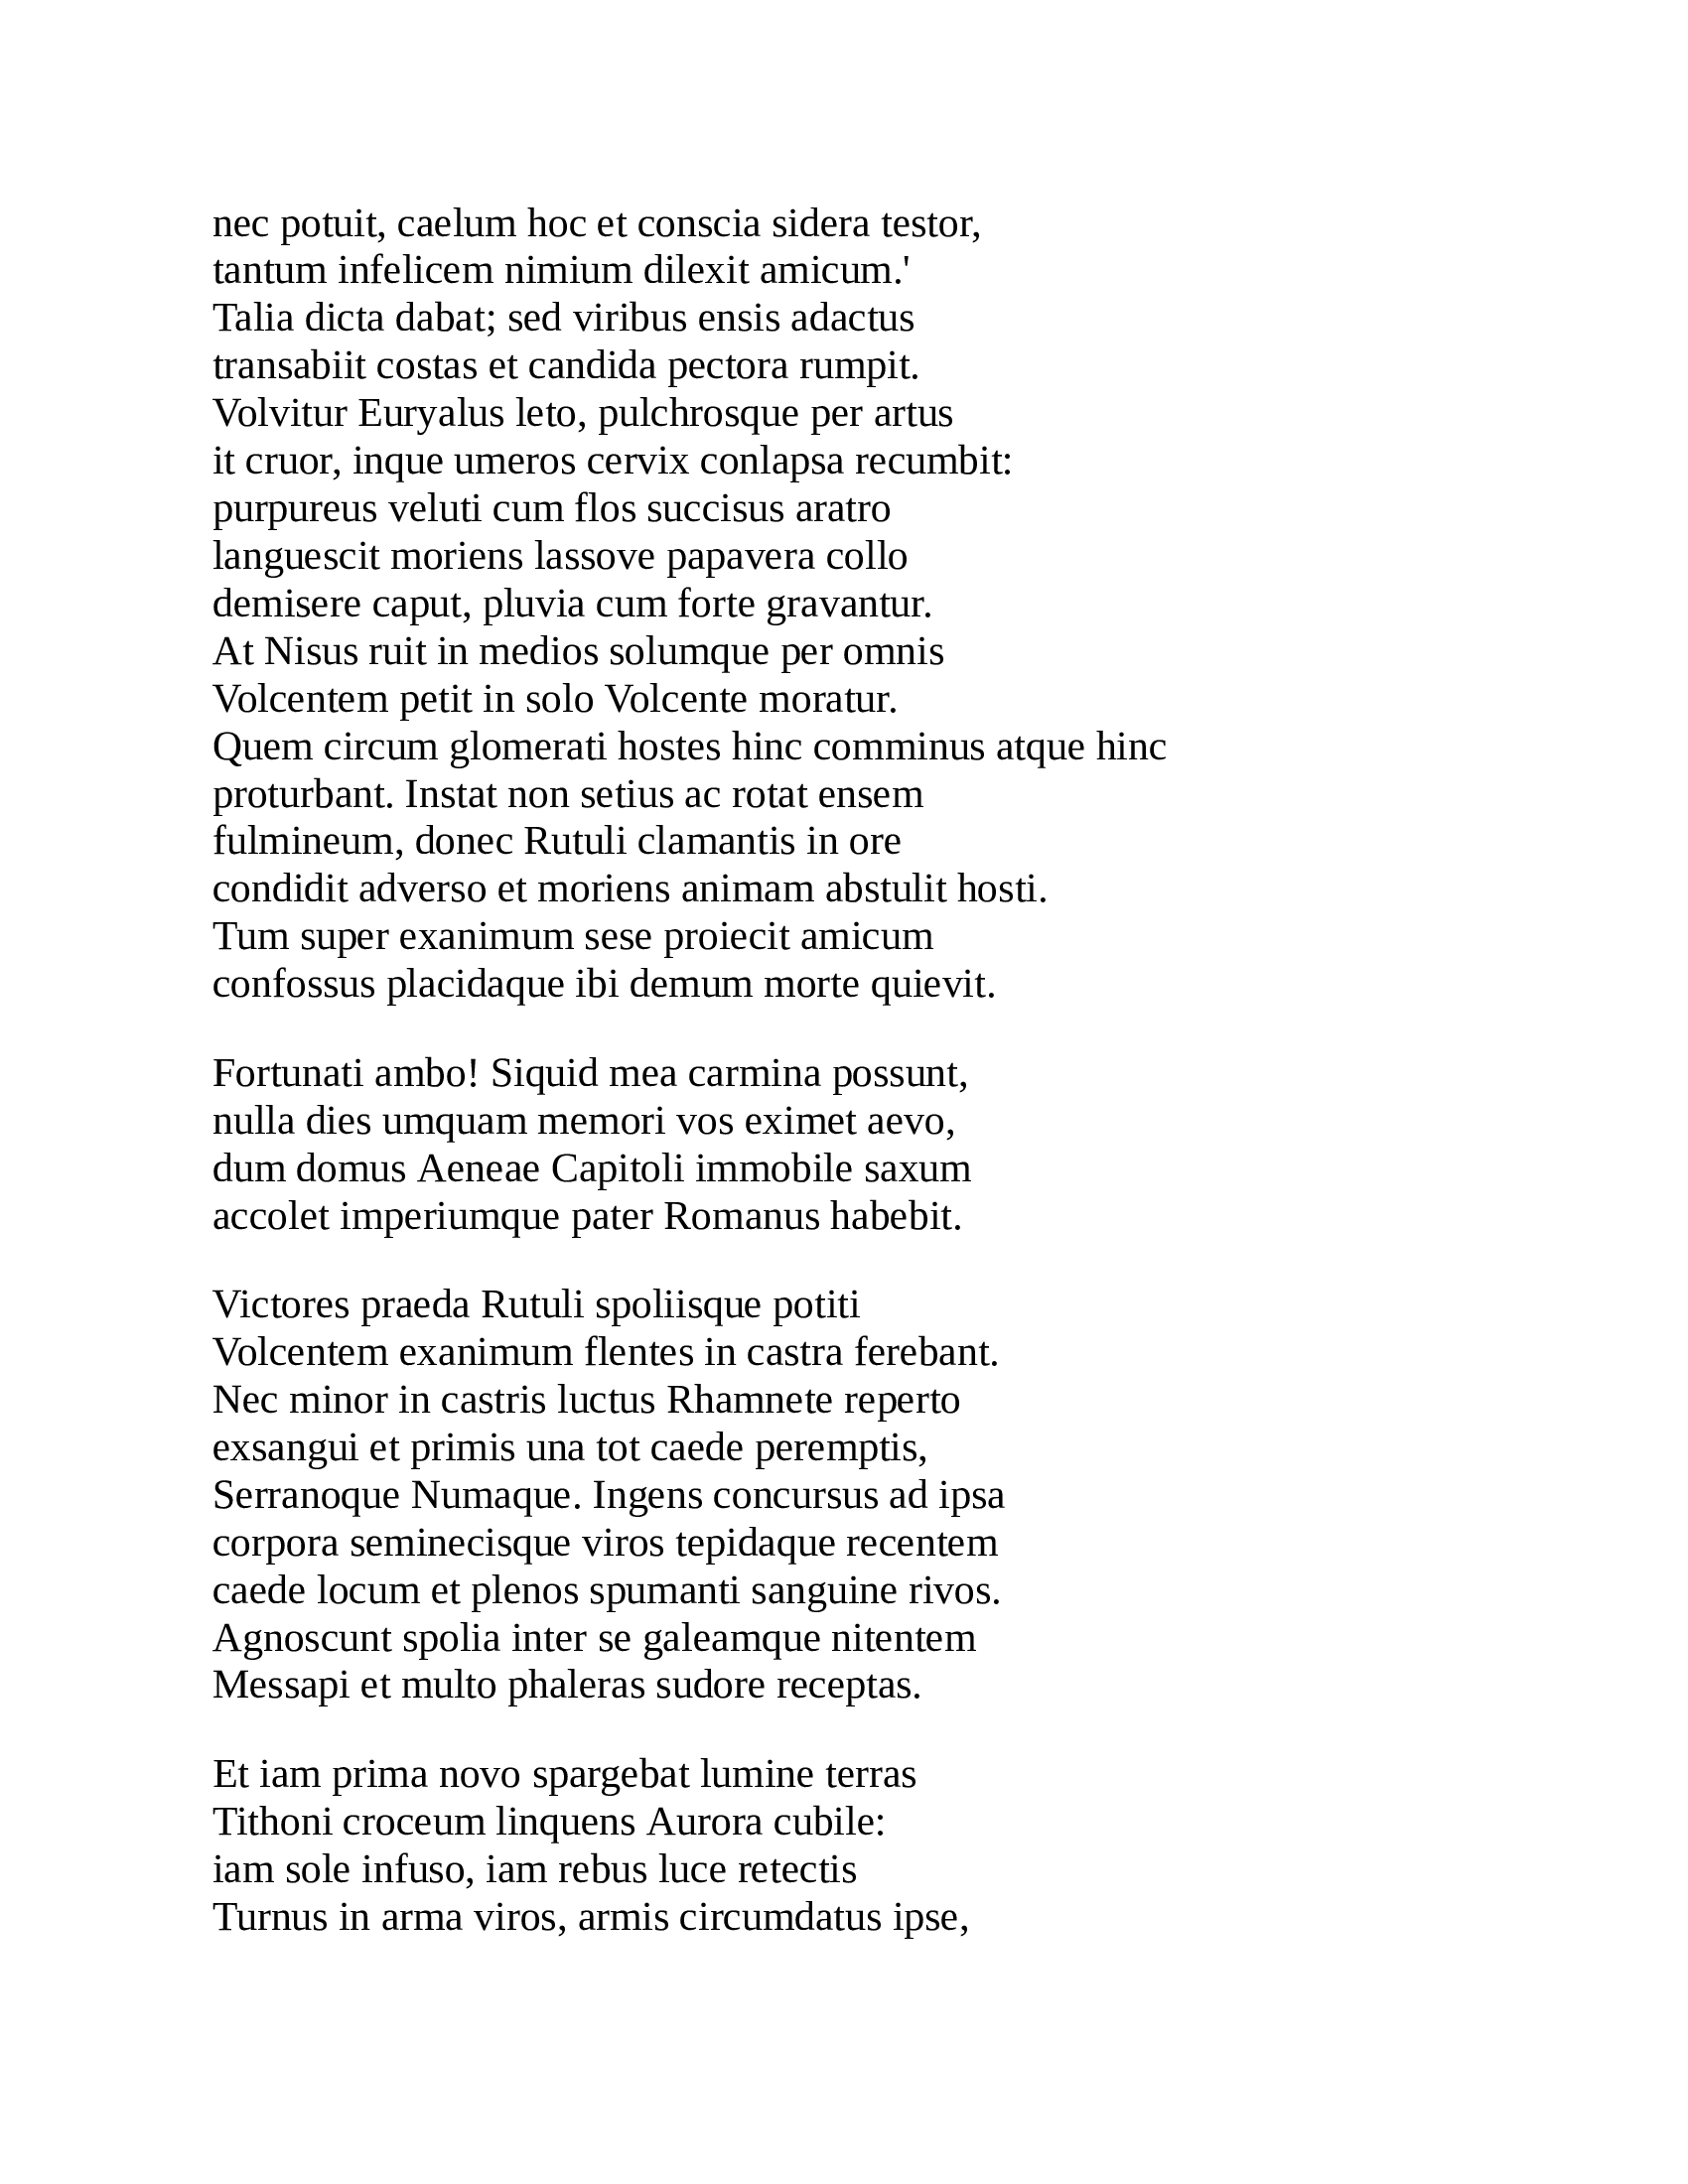 nec potuit, caelum hoc et conscia sidera testor,
tantum infelicem nimium dilexit amicum.'
Talia dicta dabat; sed viribus ensis adactus
transabiit costas et candida pectora rumpit.
Volvitur Euryalus leto, pulchrosque per artus
it cruor, inque umeros cervix conlapsa recumbit:
purpureus veluti cum flos succisus aratro
languescit moriens lassove papavera collo
demisere caput, pluvia cum forte gravantur.
At Nisus ruit in medios solumque per omnis
Volcentem petit in solo Volcente moratur.
Quem circum glomerati hostes hinc comminus atque hinc
proturbant. Instat non setius ac rotat ensem
fulmineum, donec Rutuli clamantis in ore
condidit adverso et moriens animam abstulit hosti.
Tum super exanimum sese proiecit amicum
confossus placidaque ibi demum morte quievit.

Fortunati ambo! Siquid mea carmina possunt,
nulla dies umquam memori vos eximet aevo,
dum domus Aeneae Capitoli immobile saxum
accolet imperiumque pater Romanus habebit.

Victores praeda Rutuli spoliisque potiti
Volcentem exanimum flentes in castra ferebant.
Nec minor in castris luctus Rhamnete reperto
exsangui et primis una tot caede peremptis,
Serranoque Numaque. Ingens concursus ad ipsa
corpora seminecisque viros tepidaque recentem
caede locum et plenos spumanti sanguine rivos.
Agnoscunt spolia inter se galeamque nitentem
Messapi et multo phaleras sudore receptas.

Et iam prima novo spargebat lumine terras
Tithoni croceum linquens Aurora cubile:
iam sole infuso, iam rebus luce retectis
Turnus in arma viros, armis circumdatus ipse,